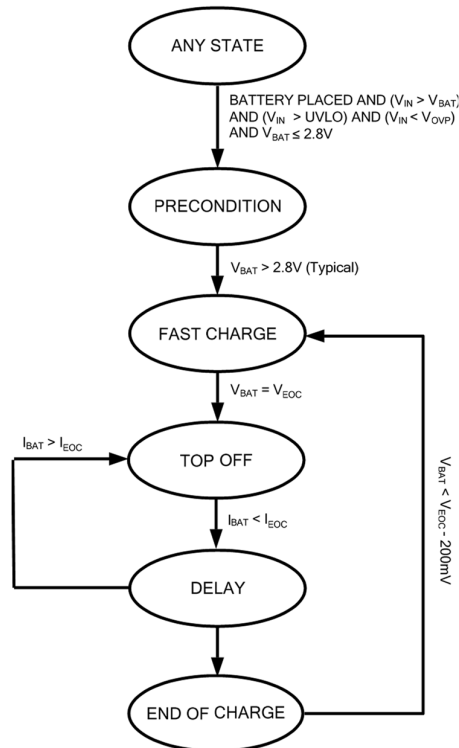 ANY STATE
BATTERY PLACED AND (VIN > VBAT)
AND (VIN > UVLO) AND (VIN < VOVP)
AND VBAT ≤ 2.8V
PRECONDITION
VBAT > 2.8V (Typical)
FAST CHARGE
VBAT = VEOC
IBAT > IEOC
TOP OFF
IBAT < IEOC
VBAT < VEOC - 200mV
DELAY
END OF CHARGE